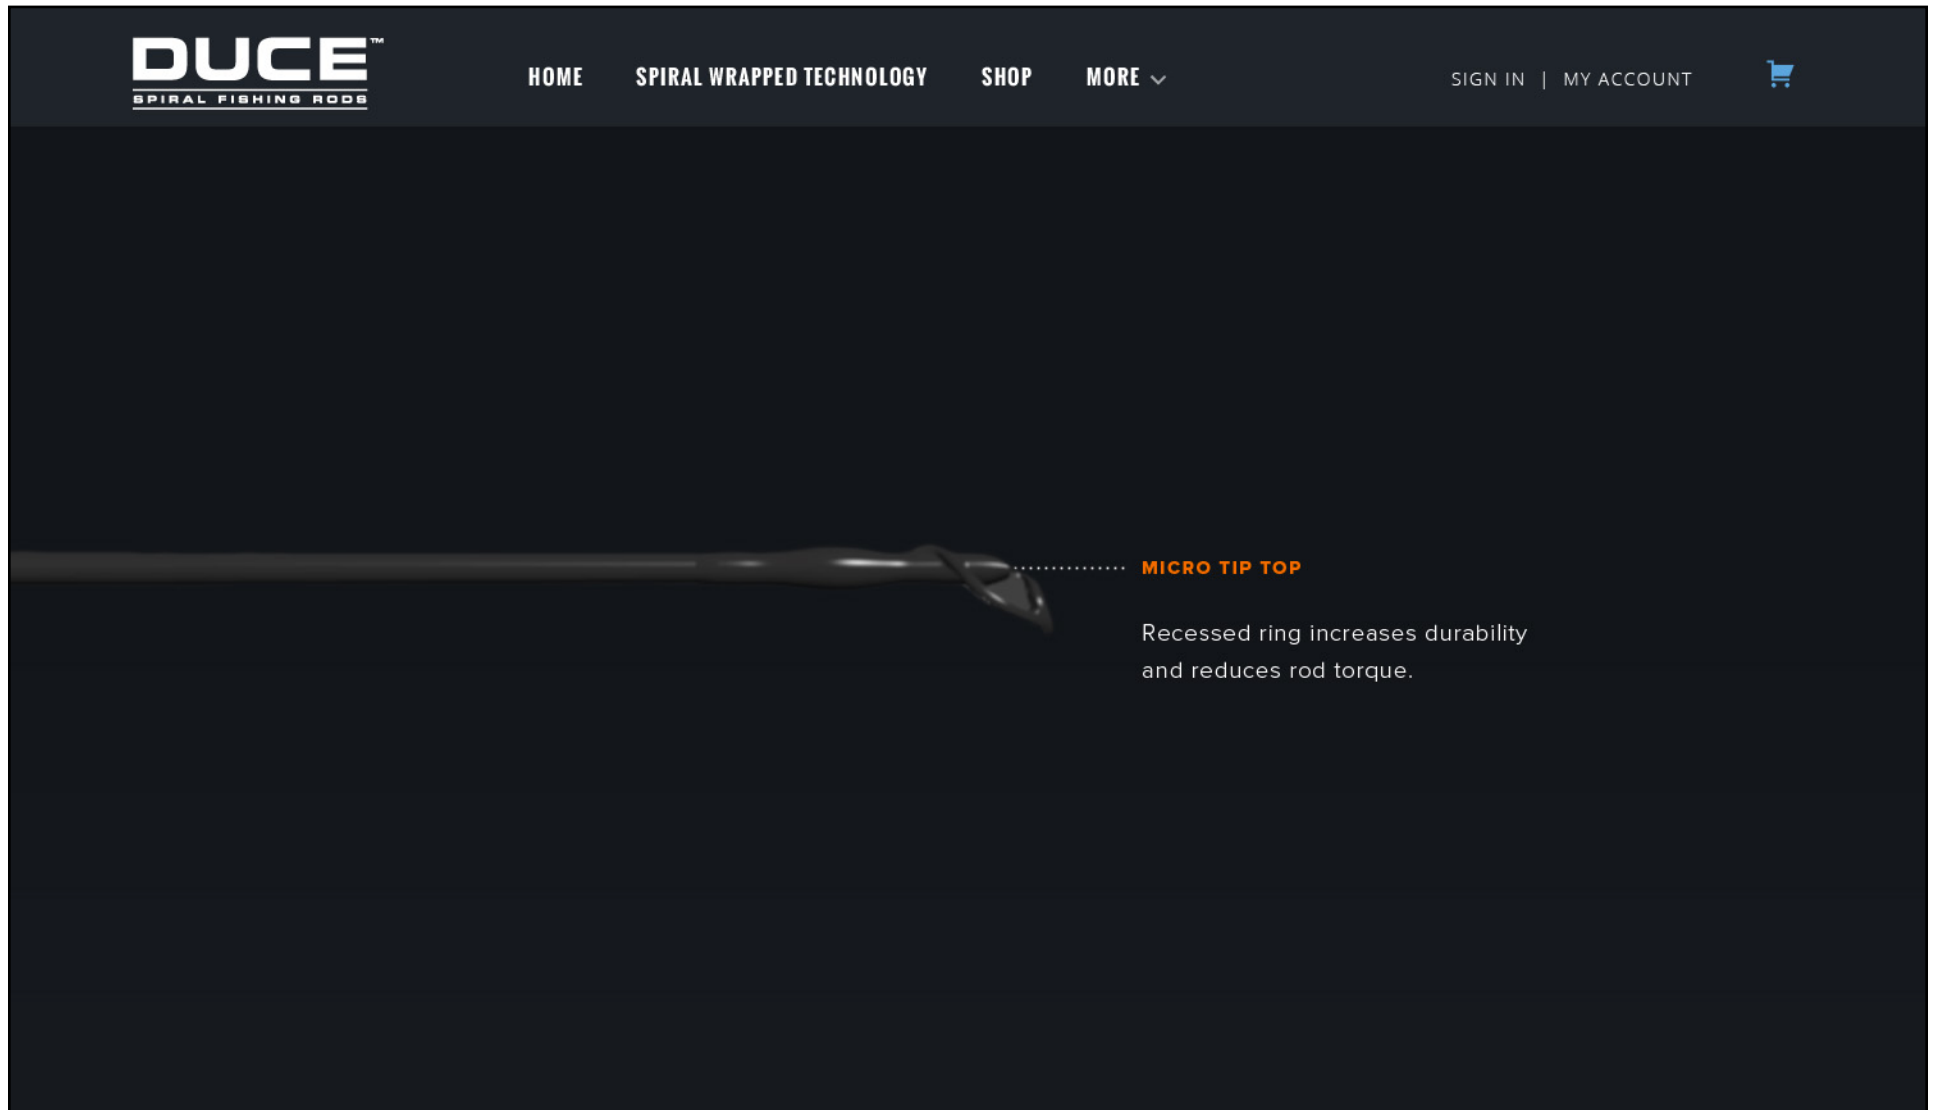 DUCE™
SPIRAL FISHING RODS
HOME SPIRAL WRAPPED TECHNOLOGY SHOP MORE
SIGN IN | MY ACCOUNT
MICRO TIP TOP
Recessed ring increases durability
and reduces rod torque.